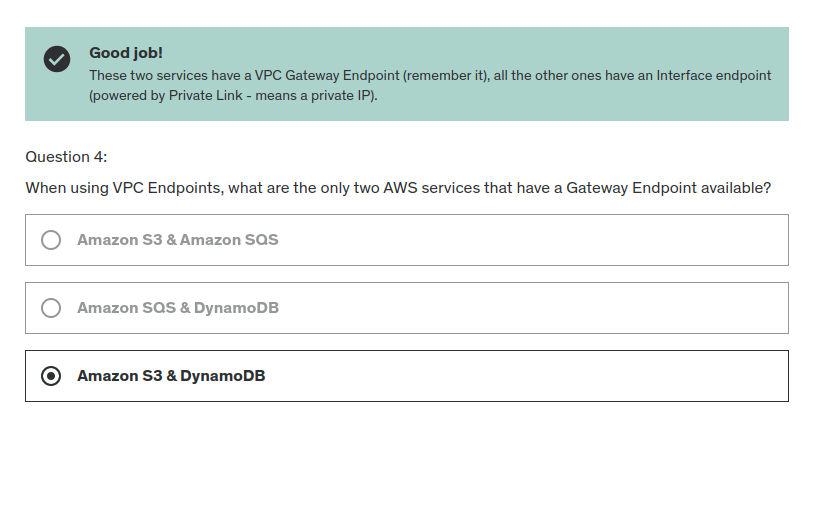 Good job!
These two services have a VPC Gateway Endpoint (remember it), all the other ones have an Interface endpoint
(powered by Private Link - means a private IP).
Question 4:
When using VPC Endpoints, what are the only two AWS services that have a Gateway Endpoint available?
Amazon S3 & Amazon SQS
Amazon SQS & DynamoDB
Amazon S3 & DynamoDB